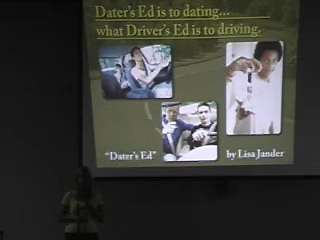 Dater's Ed is to dating...
what Driver's Ed is to driving.
"Dater's Ed" by Lisa Jander